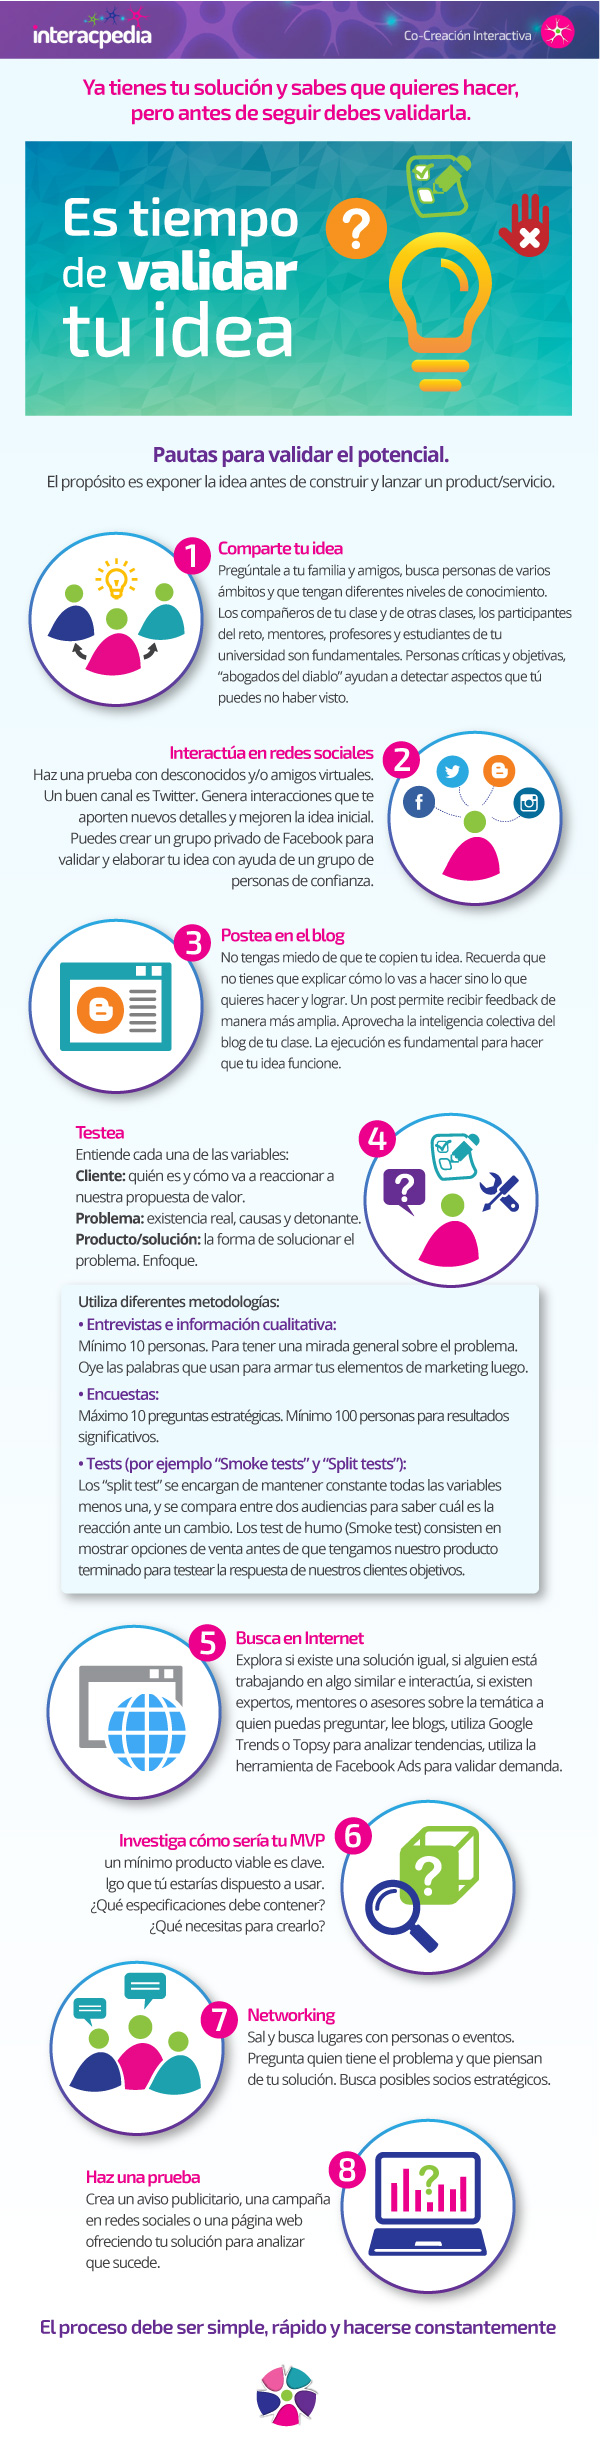 interacpedia
Co-Creación Interactiva
Ya tienes tu solución y sabes que quieres hacer,
pero antes de seguir debes validarla.
Es tiempo
de validar
tu idea
Pautas para validar el potencial.
El propósito es exponer la idea antes de construir y lanzar un product/servicio.
1
Comparte tu idea
Pregúntale a tu familia y amigos, busca personas de varios
ámbitos y que tengan diferentes niveles de conocimiento.
Los compañeros de tu clase y de otras clases, los participantes
del reto, mentores, profesores y estudiantes de tu
universidad son fundamentales. Personas críticas y objetivas,
“abogados del diablo” ayudan a detectar aspectos que tú
puedes no haber visto.
Interactúa en redes sociales
2
Haz una prueba con desconocidos y/o amigos virtuales.
Un buen canal es Twitter. Genera interacciones que te
aporten nuevos detalles y mejoren la idea inicial.
Puedes crear un grupo privado de Facebook para
validar y elaborar tu idea con ayuda de un grupo de
personas de confianza.
3
Postea en el blog
No tengas miedo de que te copien tu idea. Recuerda que
no tienes que explicar cómo lo vas a hacer sino lo que
quieres hacer y lograr. Un post permite recibir feedback de
manera más amplia. Aprovecha la inteligencia colectiva del
blog de tu clase. La ejecución es fundamental para hacer
que tu idea funcione.
Testea
4
Entiende cada una de las variables:
Cliente: quién es y cómo va a reaccionar a
nuestra propuesta de valor.
Problema: existencia real, causas y detonante.
Producto/solución: la forma de solucionar el
problema. Enfoque.
Utiliza diferentes metodologías:
• Entrevistas e información cualitativa:
Mínimo 10 personas. Para tener una mirada general sobre el problema.
Oye las palabras que usan para armar tus elementos de marketing luego.
• Encuestas:
Máximo 10 preguntas estratégicas. Mínimo 100 personas para resultados
significativos.
• Tests (por ejemplo “Smoke tests” y “Split tests”):
Los “split test” se encargan de mantener constante todas las variables
menos una, y se compara entre dos audiencias para saber cuál es la
reacción ante un cambio. Los test de humo (Smoke test) consisten en
mostrar opciones de venta antes de que tengamos nuestro producto
terminado para testear la respuesta de nuestros clientes objetivos.
5
Busca en Internet
Explora si existe una solución igual, si alguien está
trabajando en algo similar e interactúa, si existen
expertos, mentores o asesores sobre la temática a
quien puedas preguntar, lee blogs, utiliza Google
Trends o Topsy para analizar tendencias, utiliza la
herramienta de Facebook Ads para validar demanda.
Investiga cómo sería tu MVP
6
un mínimo producto viable es clave.
lgo que tú estarías dispuesto a usar.
¿Qué especificaciones debe contener?
¿Qué necesitas para crearlo?
7
Networking
Sal y busca lugares con personas o eventos.
Pregunta quien tiene el problema y que piensan
de tu solución. Busca posibles socios estratégicos.
Haz una prueba
8
Crea un aviso publicitario, una campaña
en redes sociales o una página web
ofreciendo tu solución para analizar
que sucede.
El proceso debe ser simple, rápido y hacerse constantemente